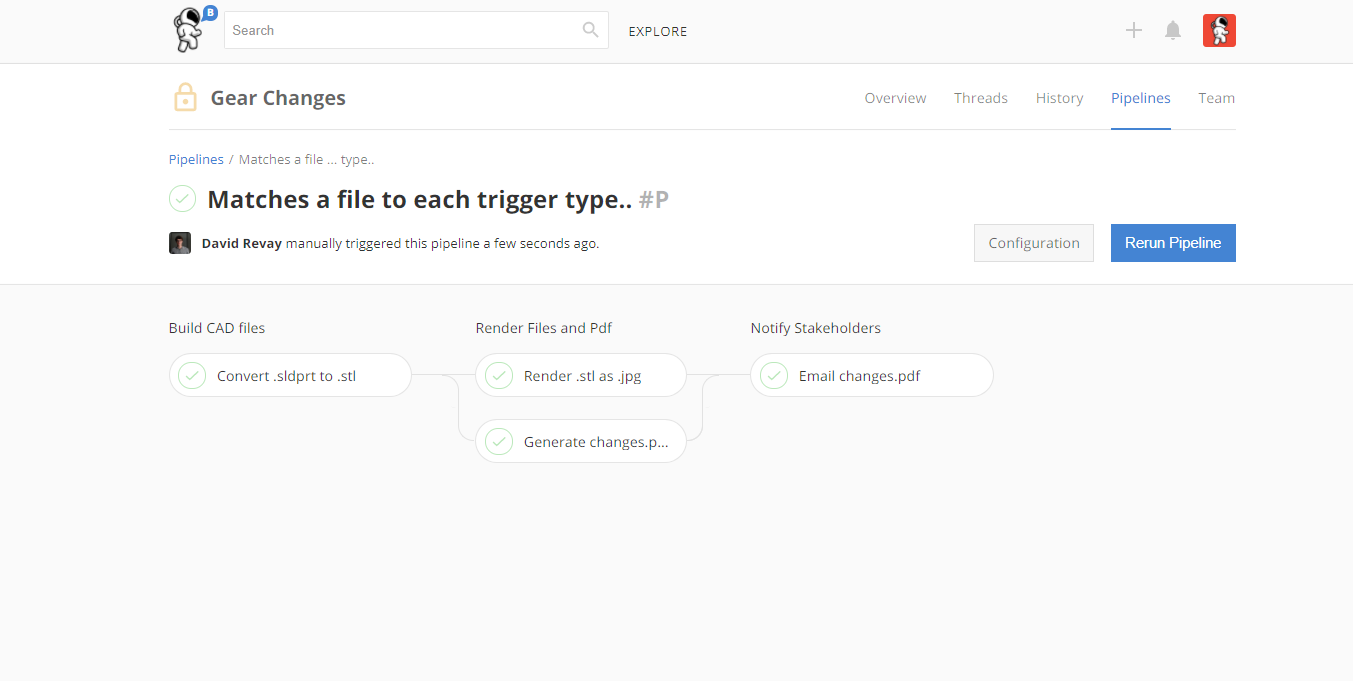 B
Search
EXPLORE
Gear Changes
Overview Threads History Pipelines Team
Pipelines / Matches a file ... type..
Matches a file to each trigger type.. #P
David Revay manually triggered this pipeline a few seconds ago.
Configuration
Rerun Pipeline
Build CAD files
Render Files and Pdf
Notify Stakeholders
Convert .sldprt to .stl
Render .stl as .jpg
Email changes.pdf
Generate changes.p...